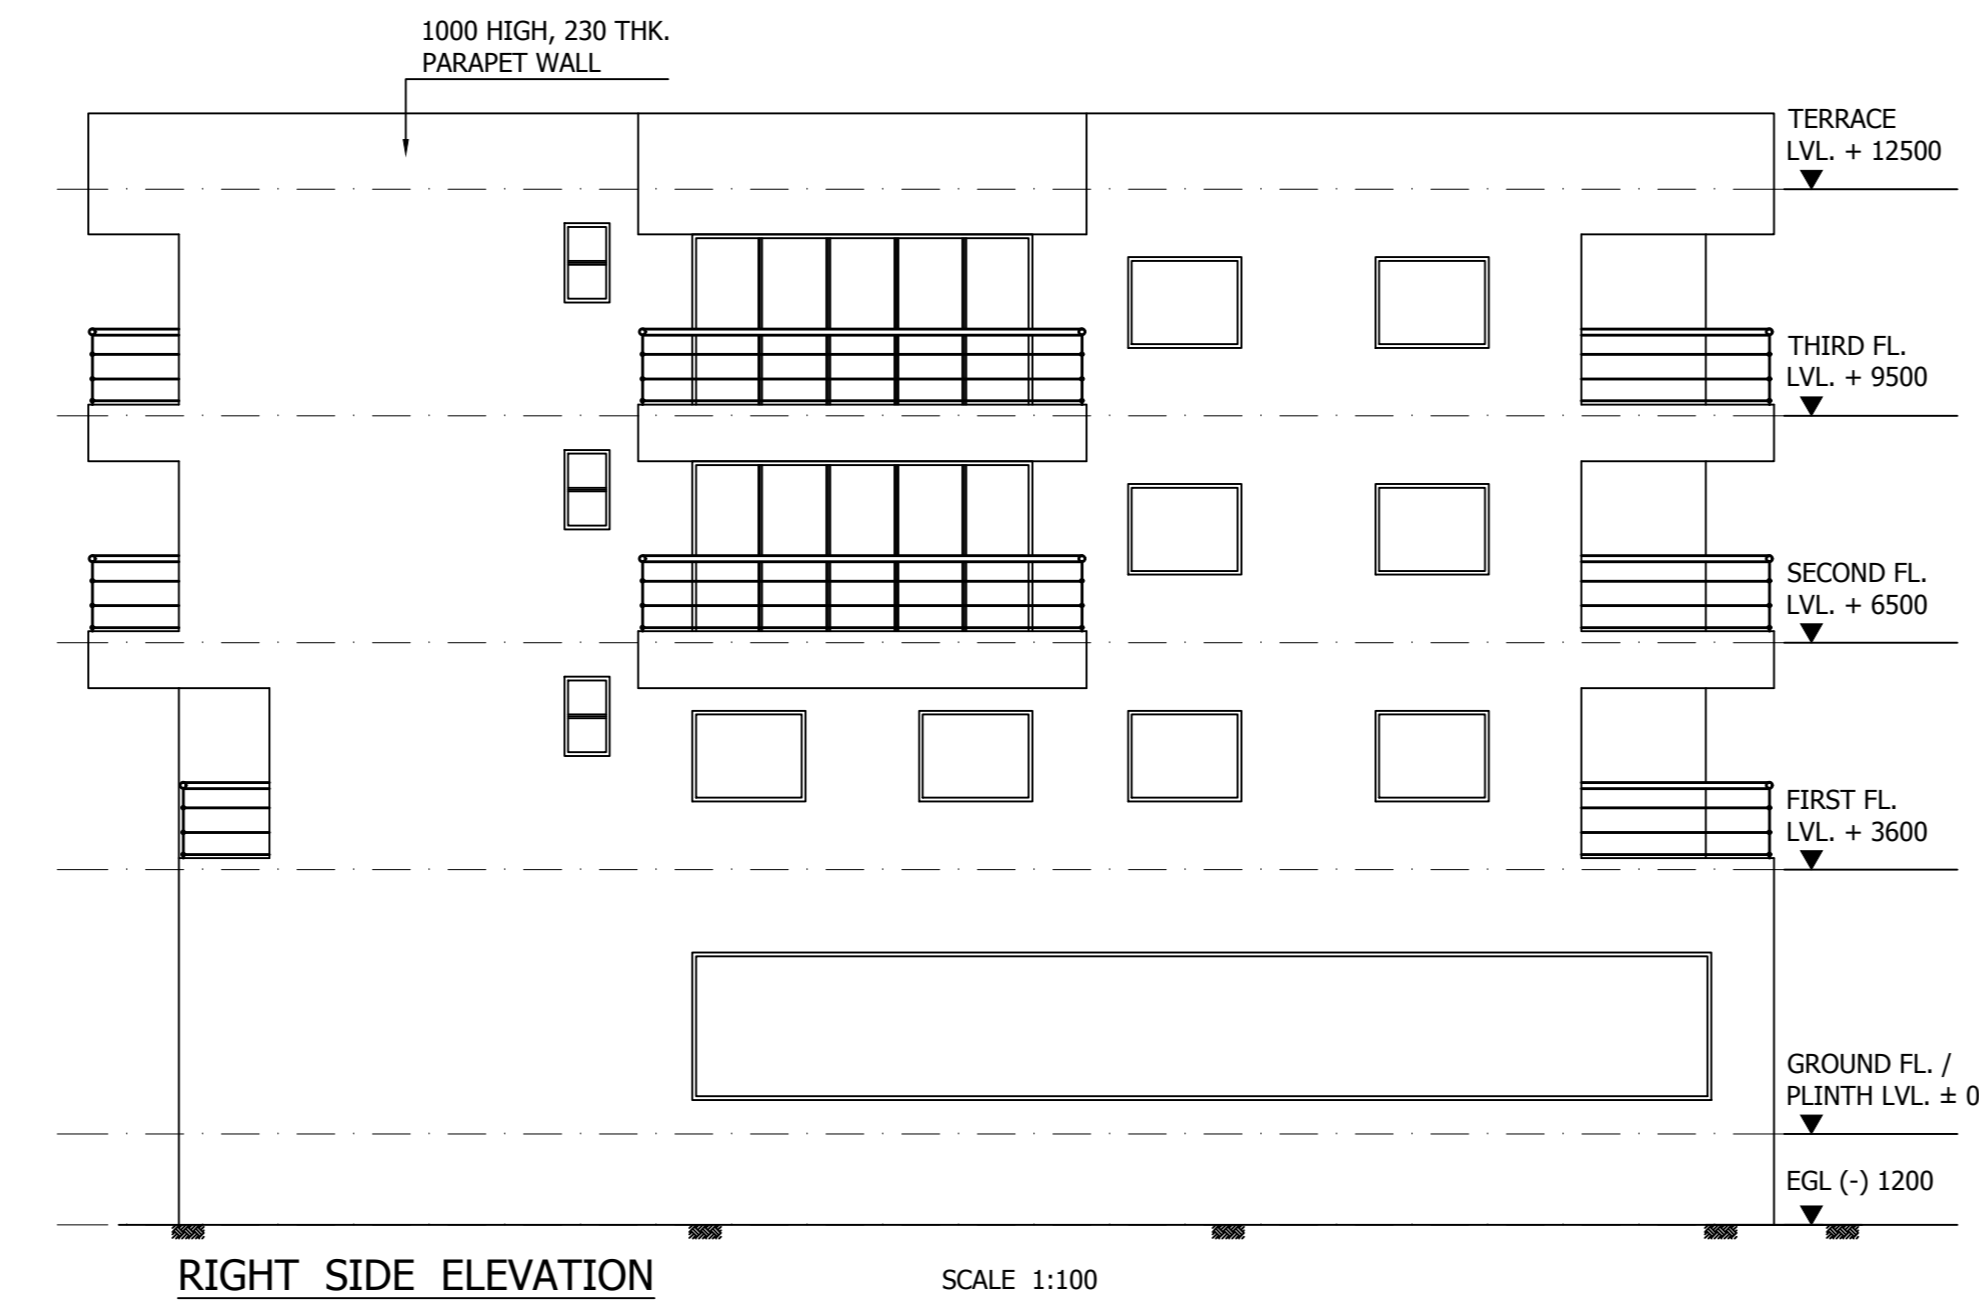 1000 HIGH, 230 THK.
PARAPET WALL
TERRACE
LVL. + 12500
THIRD FL.
LVL. + 9500
SECOND FL.
LVL. + 6500
FIRST FL.
LVL. + 3600
GROUND FL. /
PLINTH LVL. ± 0
EGL (-) 1200
RIGHT SIDE ELEVATION
SCALE 1:100